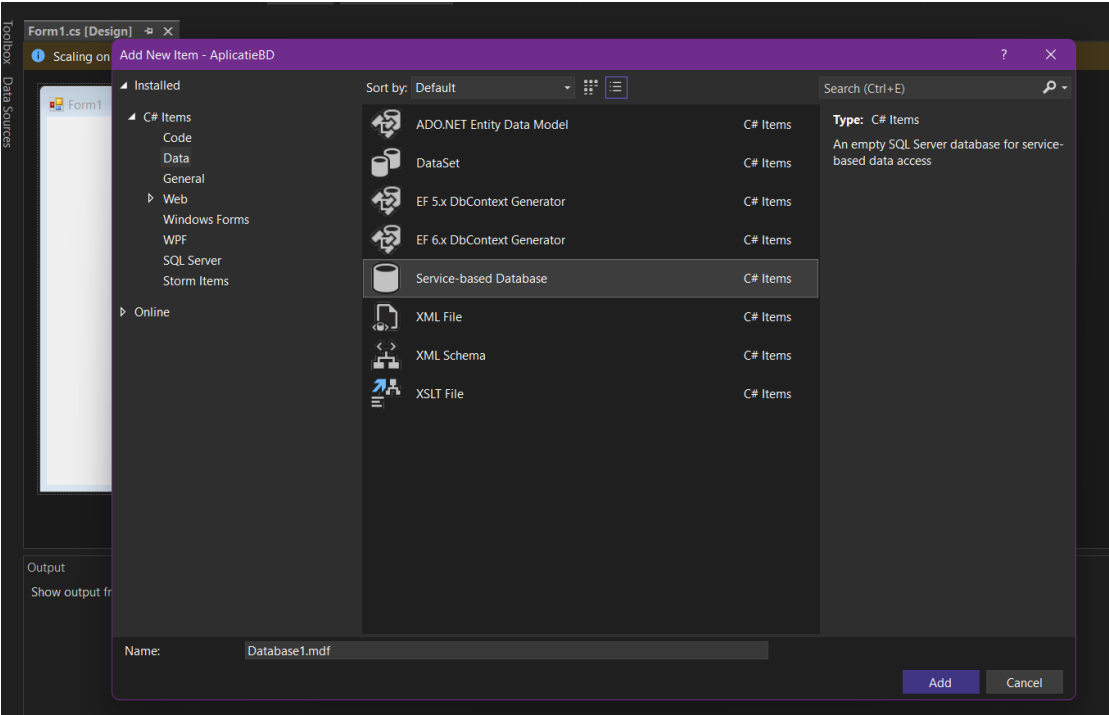 Toolbox
Data Sources
Form1.cs [Design]
Scaling on
Form1
Output
Show output fr
Add New Item - AplicatieBD
?
Installed
C# Items
Code
Data
General
Web
Windows Forms
WPF
SQL Server
Storm Items
Online
Sort by: Default
ADO.NET Entity Data Model C# Items
DataSet C# Items
EF 5.x DbContext Generator C# Items
EF 6.x DbContext Generator C# Items
Service-based Database C# Items
XML File C# Items
XML Schema C# Items
XSLT File C# Items
Search (Ctrl+E)
Type: C# Items
An empty SQL Server database for service-
based data access
Name: Database1.mdf
Add Cancel